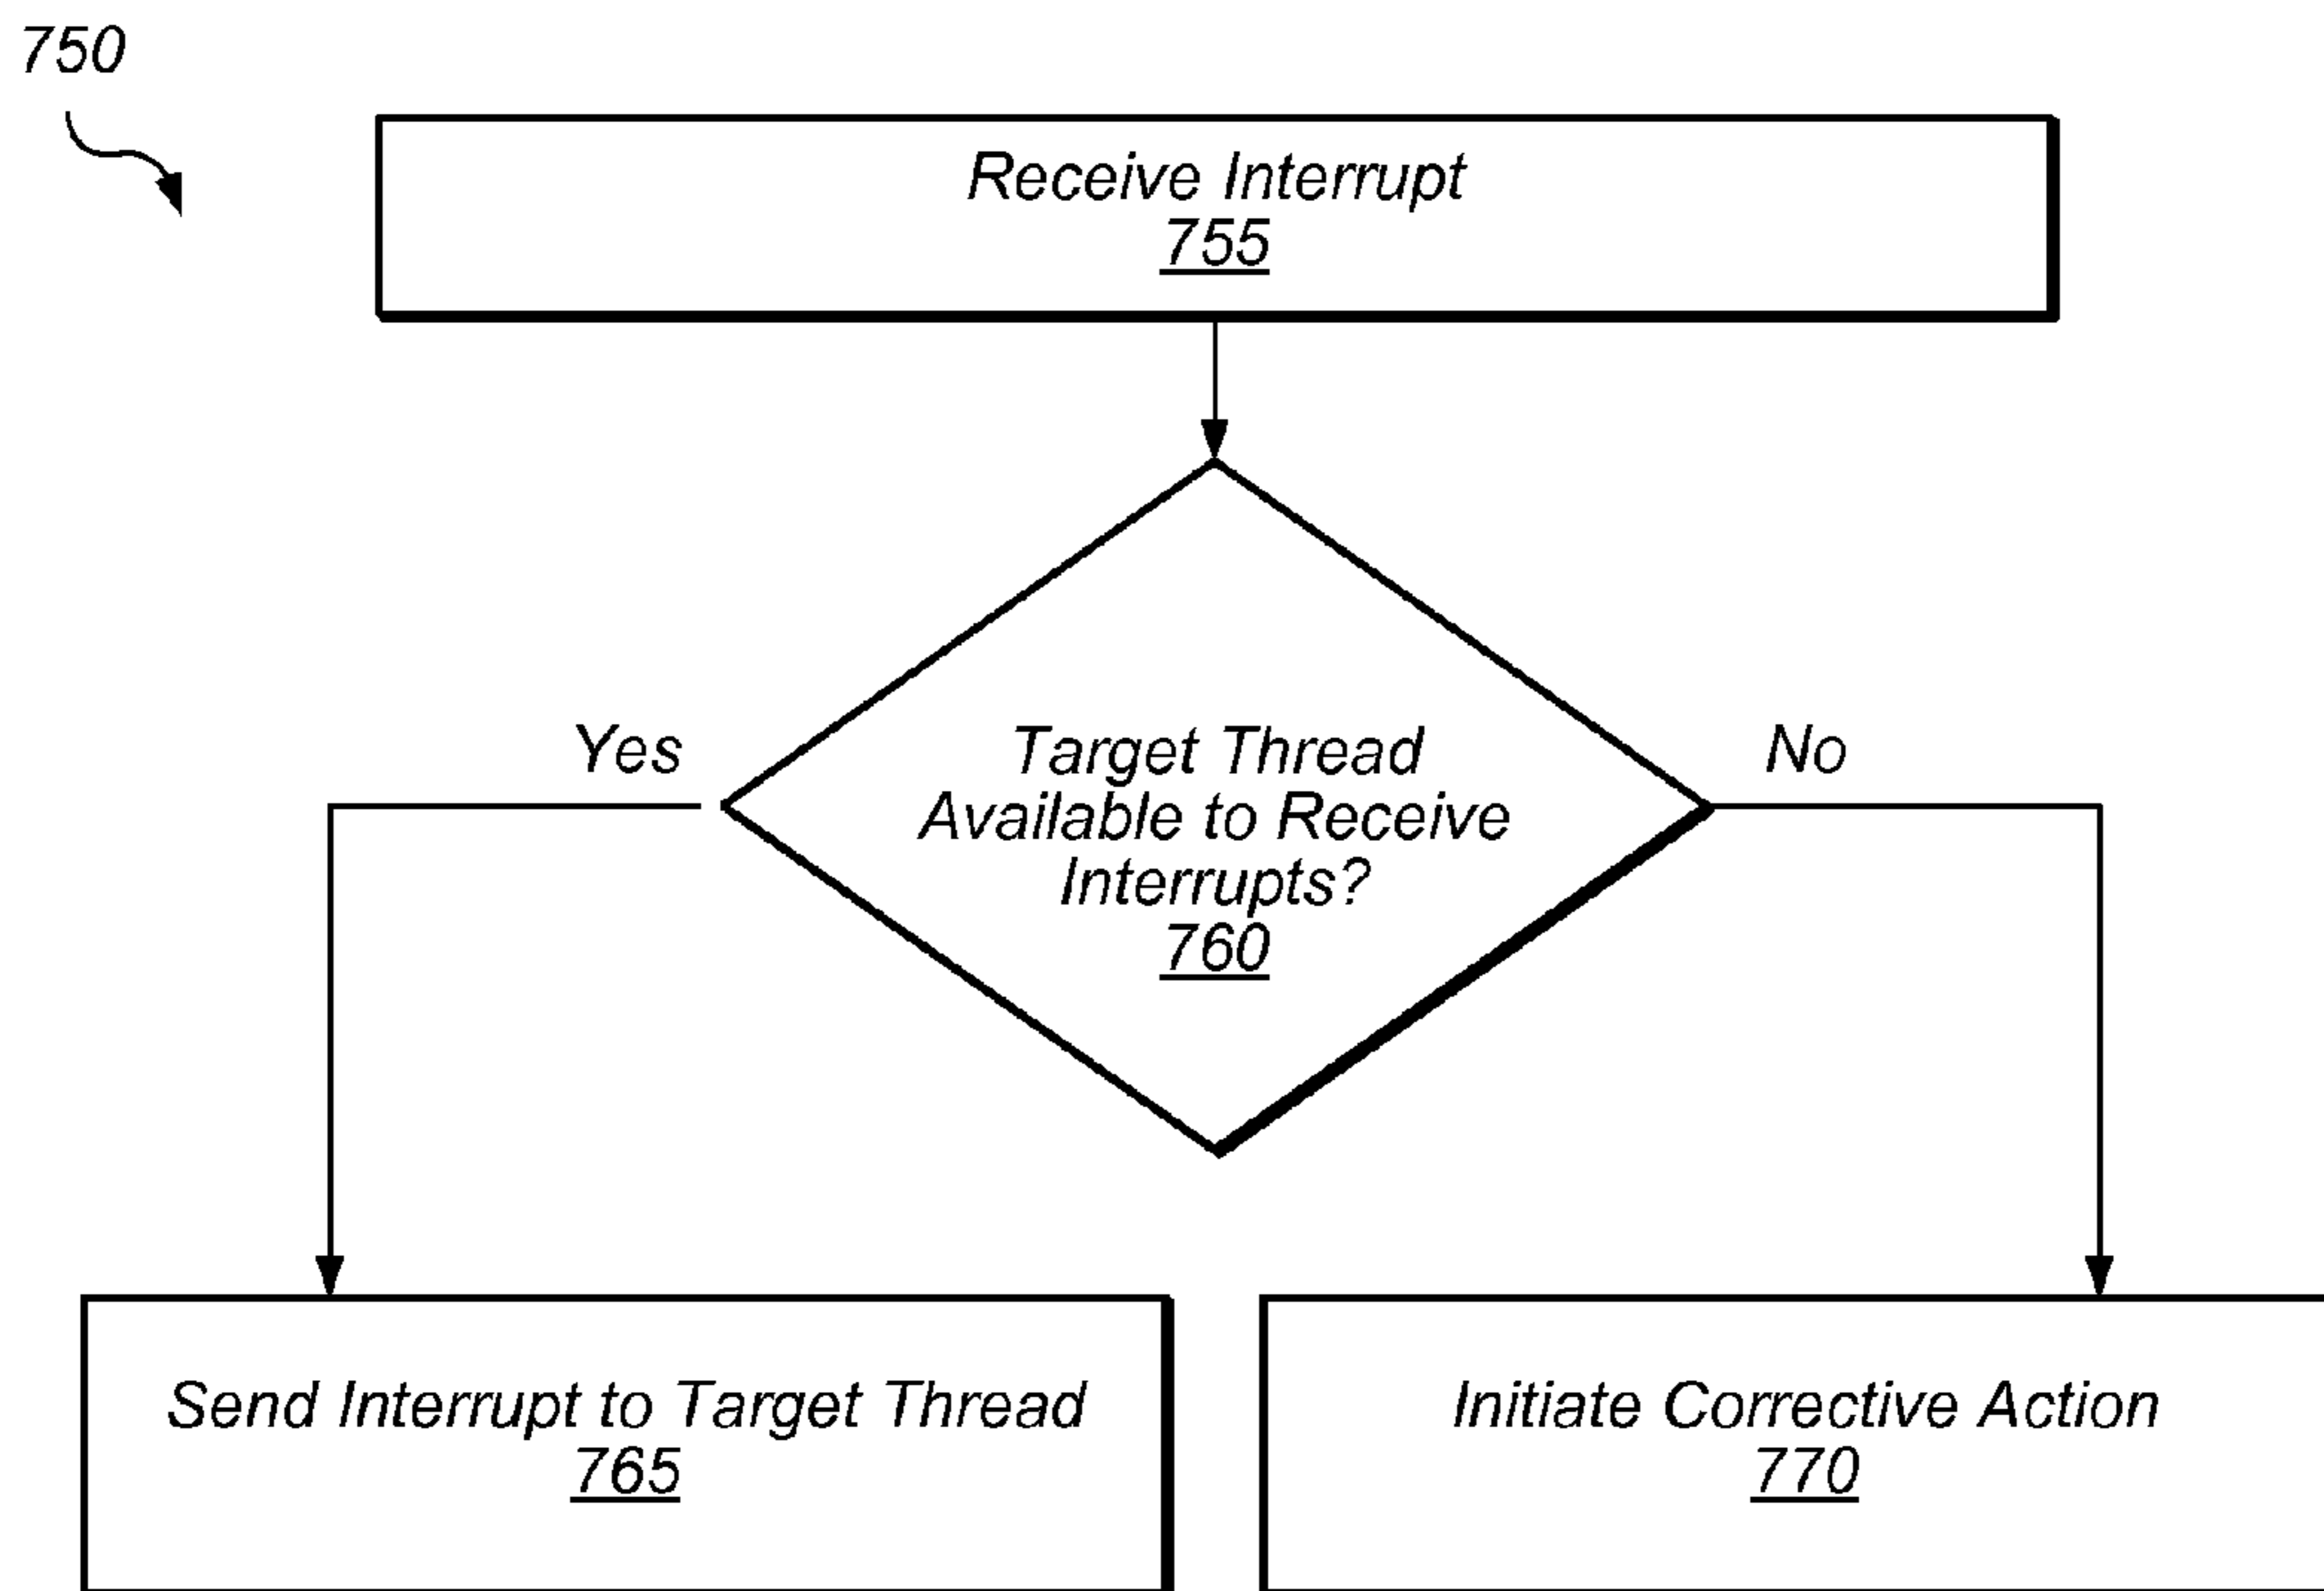 750
Receive Interrupt
755
Yes
No
Target Thread
Available to Receive
Interrupts?
760
Send Interrupt to Target Thread
765
Initiate Corrective Action
770